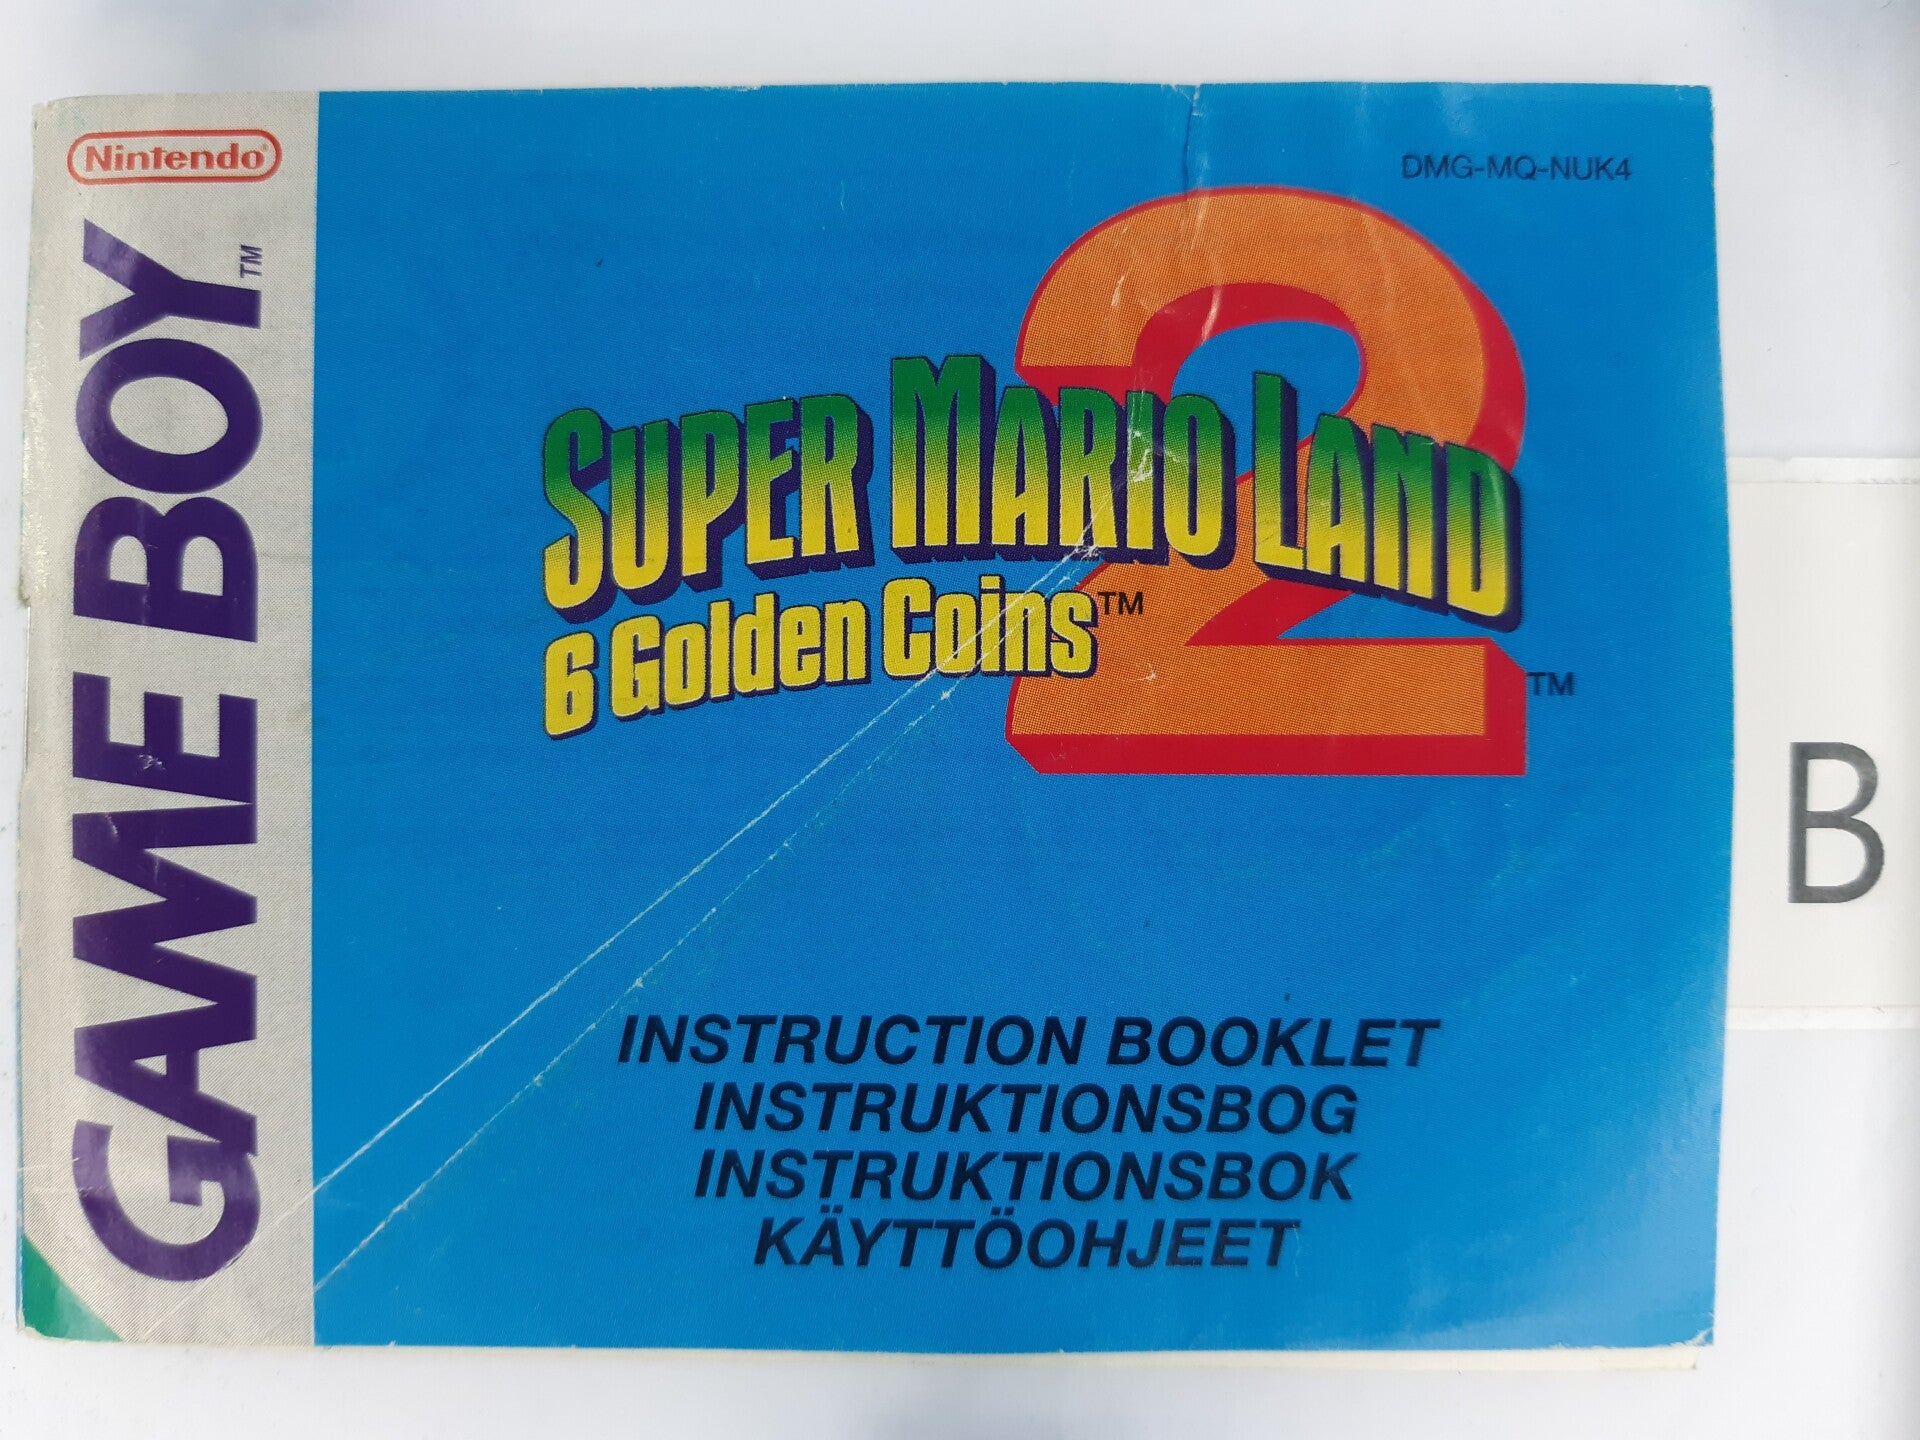 Nintendo®
GAME BOY™
DMG-MQ-NUK4
SUPER MARIO LAND 2™
6 Golden Coins™
INSTRUCTION BOOKLET
INSTRUKTIONSBOG
INSTRUKTIONSBOK
KÄYTTÖOHJEET
B